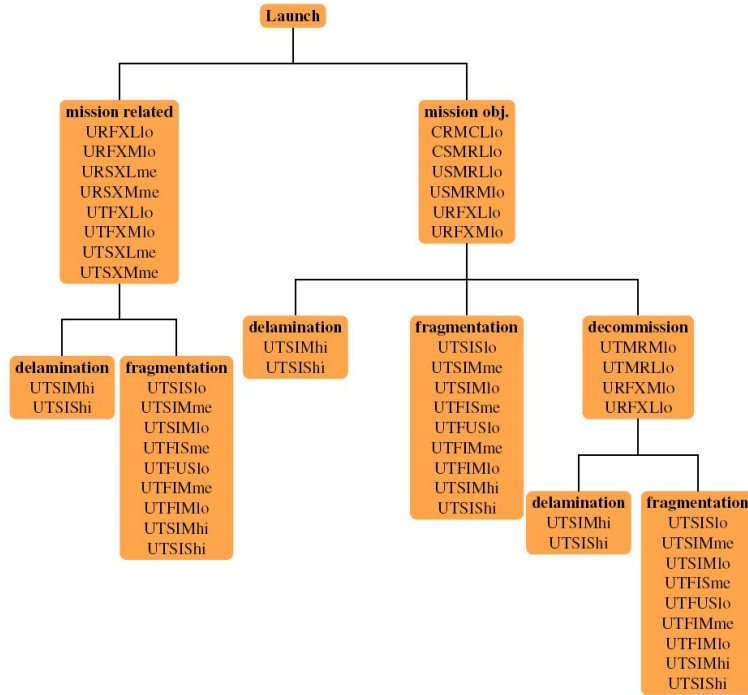 Launch
mission related
URFXLlo
URFXMlo
URSXLme
URSXMme
UTFXLlo
UTFXMlo
UTSXLme
UTSXMme
mission obj.
CRMCLlo
CSMRLlo
USMRLlo
USMRMlo
URFXLlo
URFXMlo
delamination
UTSIMhi
UTSIShi
fragmentation
UTSISlo
UTSIMme
UTSIMlo
UTFISme
UTFUSlo
UTFIMme
UTFIMlo
UTSIMhi
UTSIShi
delamination
UTSIMhi
UTSIShi
fragmentation
UTSISlo
UTSIMme
UTSIMlo
UTFISme
UTFUSlo
UTFIMme
UTFIMlo
UTSIMhi
UTSIShi
decommission
UTMRMlo
UTMRLlo
URFXMlo
URFXLlo
delamination
UTSIMhi
UTSIShi
fragmentation
UTSISlo
UTSIMme
UTSIMlo
UTFISme
UTFUSlo
UTFIMme
UTFIMlo
UTSIMhi
UTSIShi